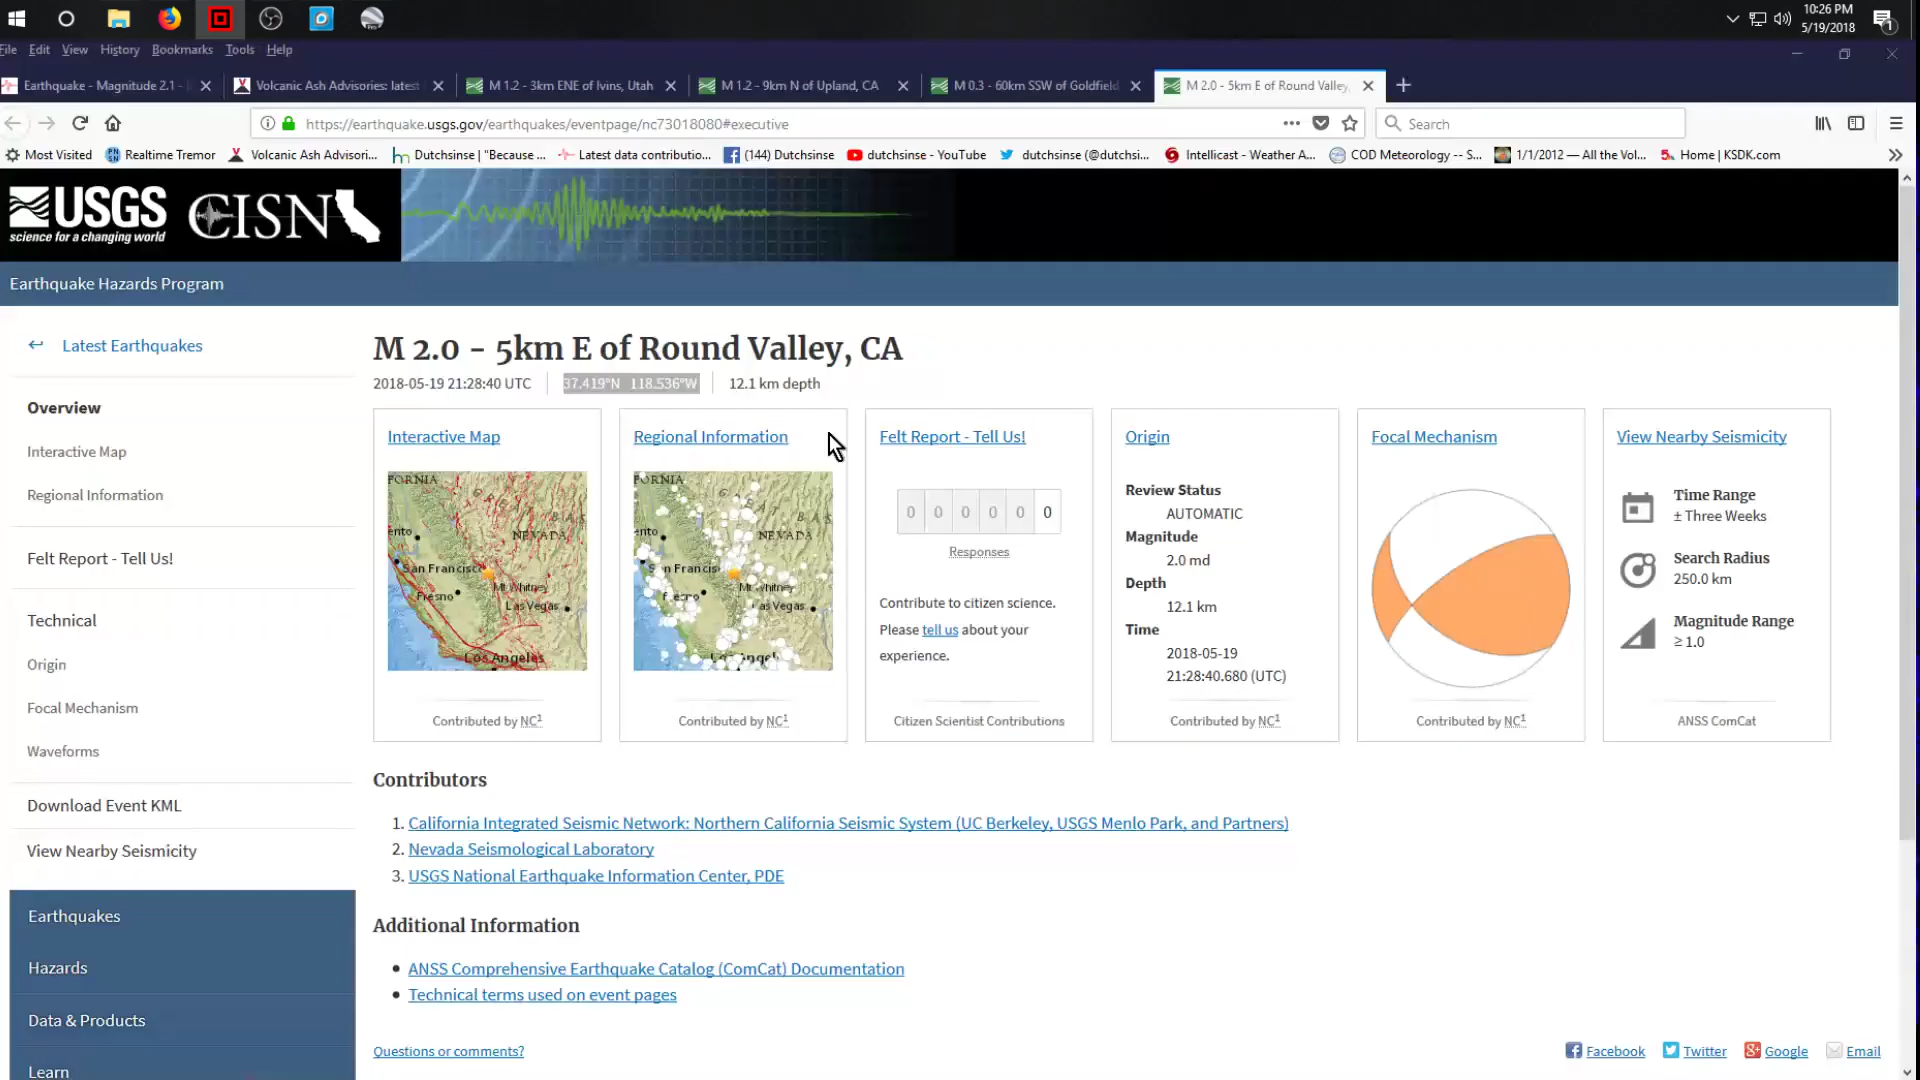 10:26 PM
5/19/2018
1
File Edit View History Bookmarks Tools Help
Earthquake - Magnitude 2.1 -
Volcanic Ash Advisories: latest
M 1.2 - 3km ENE of Ivins, Utah
M 1.2 - 9km N of Upland, CA
M 0.3 - 60km SSW of Goldfield
M 2.0 - 5km E of Round Valley,
https://earthquake.usgs.gov/earthquakes/eventpage/nc73018080#executive
Search
Most Visited
Realtime Tremor
Volcanic Ash Advisori...
Dutchsinse | "Because ...
Latest data contributio...
(144) Dutchsinse
dutchsinse - YouTube
dutchsinse (@dutchsi...
Intellicast - Weather A...
COD Meteorology -- S...
1/1/2012 — All the Vol...
Home | KSDK.com
USGS
science for a changing world
CISN
Earthquake Hazards Program
Latest Earthquakes
Overview
Interactive Map
Regional Information
Felt Report - Tell Us!
Technical
Origin
Focal Mechanism
Waveforms
Download Event KML
View Nearby Seismicity
Earthquakes
Hazards
Data & Products
Learn
M 2.0 - 5km E of Round Valley, CA
2018-05-19 21:28:40 UTC
37.419°N 118.536°W
12.1 km depth
Interactive Map
FORNIA
NEVADA
ento
San Francisc
Mt Whitney
Fresno
Las Vegas
Los Angeles
Contributed by NC1
Regional Information
NEVADA
ento
Contributed by NC1
Felt Report - Tell Us!
0 0 0 0 0 0
Responses
Contribute to citizen science.
Please tell us about your
experience.
Citizen Scientist Contributions
Origin
Review Status
AUTOMATIC
Magnitude
2.0 md
Depth
12.1 km
Time
2018-05-19
21:28:40.680 (UTC)
Contributed by NC1
Focal Mechanism
Contributed by NC1
View Nearby Seismicity
Time Range
± Three Weeks
Search Radius
250.0 km
Magnitude Range
≥ 1.0
ANSS ComCat
Contributors
1. California Integrated Seismic Network: Northern California Seismic System (UC Berkeley, USGS Menlo Park, and Partners)
2. Nevada Seismological Laboratory
3. USGS National Earthquake Information Center, PDE
Additional Information
ANSS Comprehensive Earthquake Catalog (ComCat) Documentation
Technical terms used on event pages
Questions or comments?
Facebook
Twitter
Google
Email